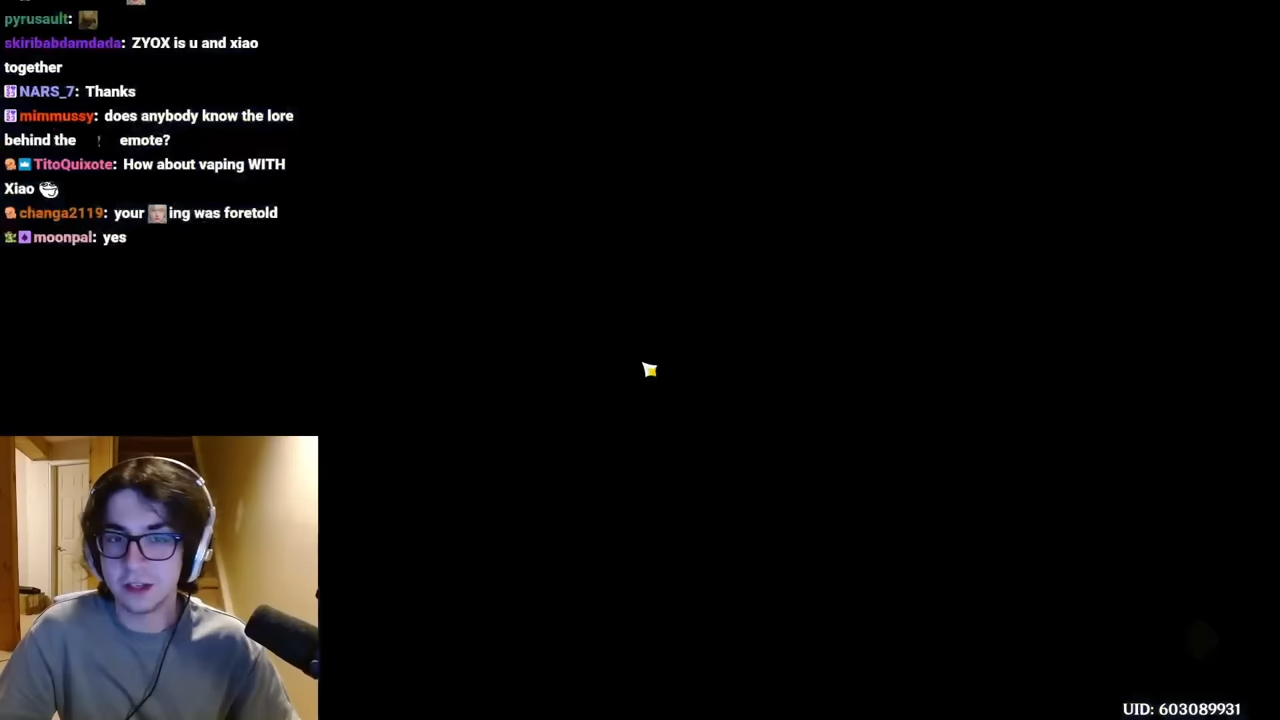 pyrusault:
skiribabdamdada: ZYOX is u and xiao
together
NARS_7: Thanks
mimmussy: does anybody know the lore
behind the emote?
TitoQuixote: How about vaping WITH
Xiao
changa2119: your ing was foretold
moonpal: yes
UID: 603089931